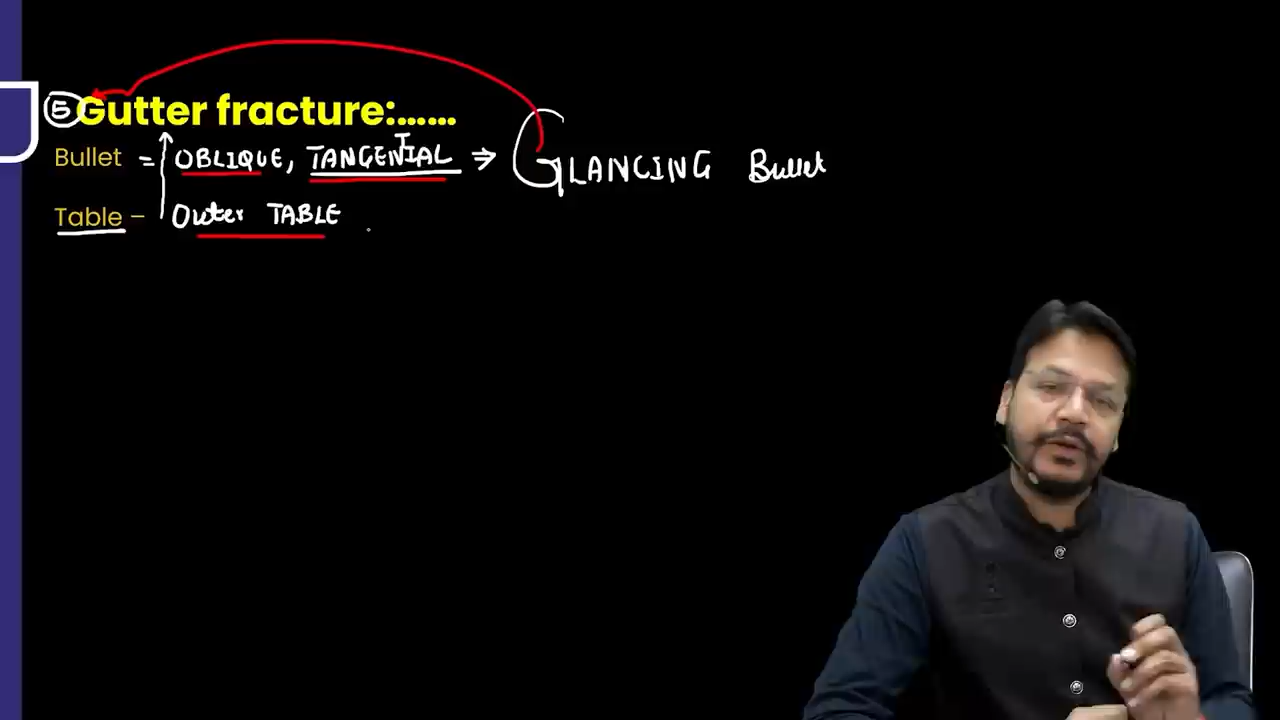 5 Gutter fracture:......
Bullet = OBLIQUE, TANGENTIAL ⇒ GLANCING Bullet
Table – Outer TABLE